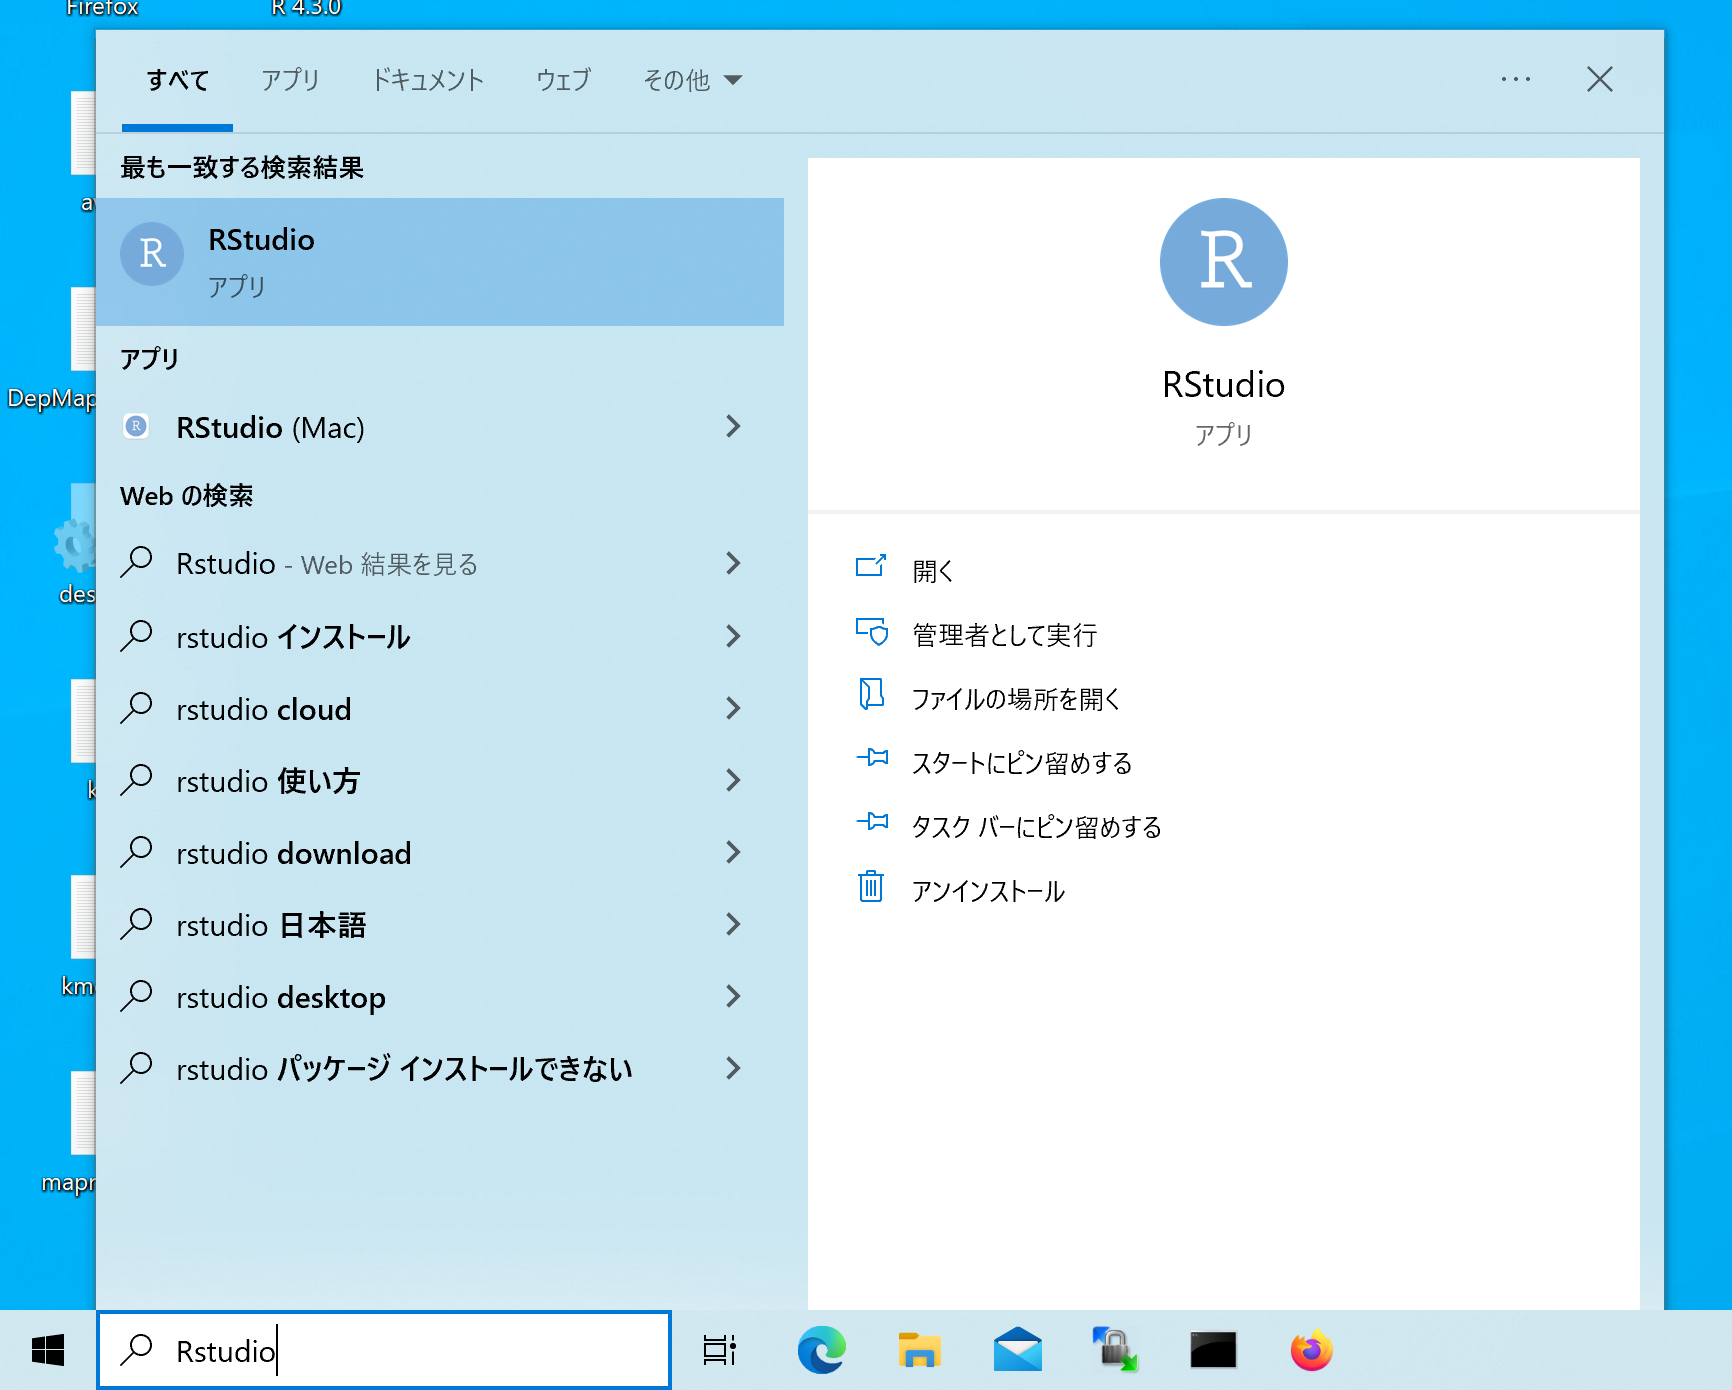 Firefox
R 4.3.0
すべて
アプリ
ドキュメント
ウェブ
その他
最も一致する検索結果
R
RStudio
アプリ
アプリ
R
RStudio (Mac)
Web の検索
Rstudio - Web 結果を見る
rstudio インストール
rstudio cloud
rstudio 使い方
rstudio download
rstudio 日本語
rstudio desktop
rstudio パッケージ インストールできない
R
RStudio
アプリ
開く
管理者として実行
ファイルの場所を開く
スタートにピン留めする
タスク バーにピン留めする
アンインストール
DepMap
des
Rstudio